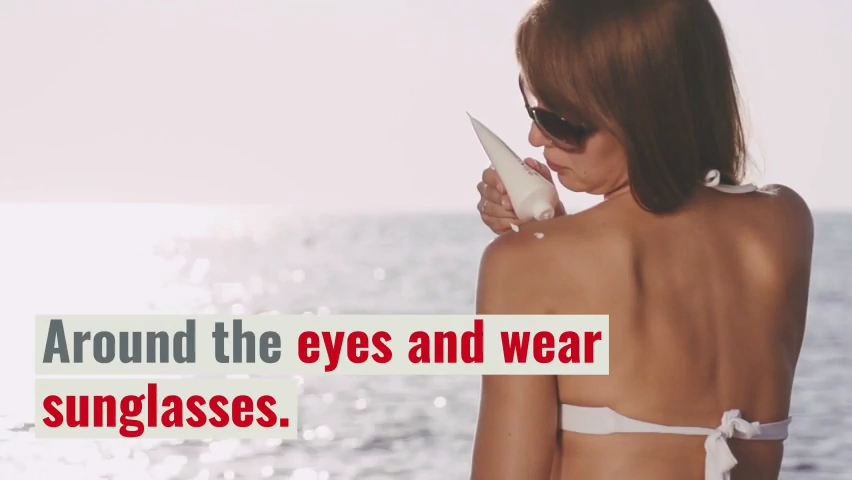 Around the eyes and wear
sunglasses.